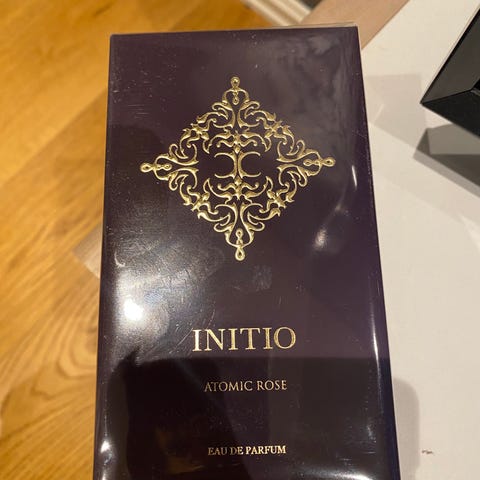 INITIO
ATOMIC ROSE
EAU DE PARFUM